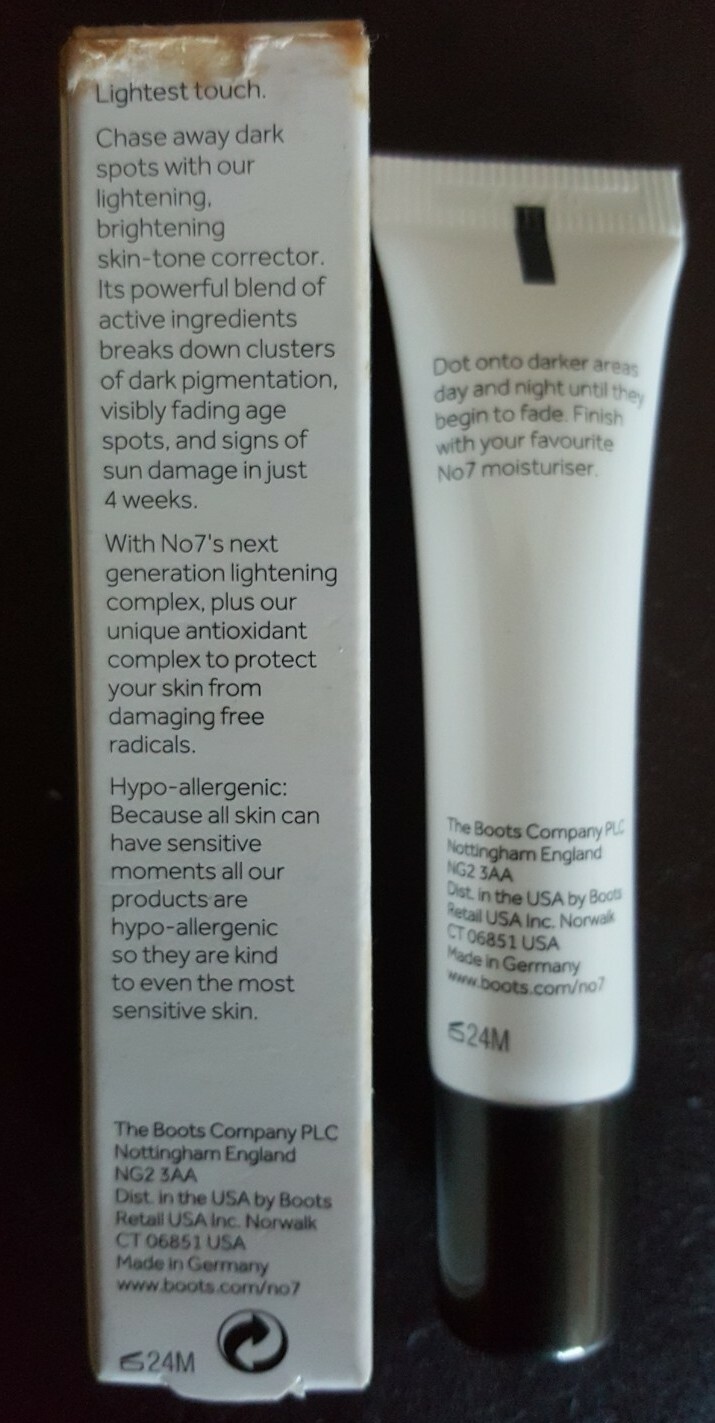 Lightest touch.
Chase away dark
spots with our
lightening,
brightening
skin-tone corrector.
Its powerful blend of
active ingredients
breaks down clusters
of dark pigmentation,
visibly fading age
spots, and signs of
sun damage in just
4 weeks.
With No7's next
generation lightening
complex, plus our
unique antioxidant
complex to protect
your skin from
damaging free
radicals.
Hypo-allergenic:
Because all skin can
have sensitive
moments all our
products are
hypo-allergenic
so they are kind
to even the most
sensitive skin.
The Boots Company PLC
Nottingham England
NG2 3AA
Dist. in the USA by Boots
Retail USA Inc. Norwalk
CT 06851 USA
Made in Germany
www.boots.com/no7
24M
Dot onto darker areas
day and night until they
begin to fade. Finish
with your favourite
No7 moisturiser.
The Boots Company PLC
Nottingham England
NG2 3AA
Dist. in the USA by Boots
Retail USA Inc. Norwalk
CT 06851 USA
Made in Germany
www.boots.com/no7
24M